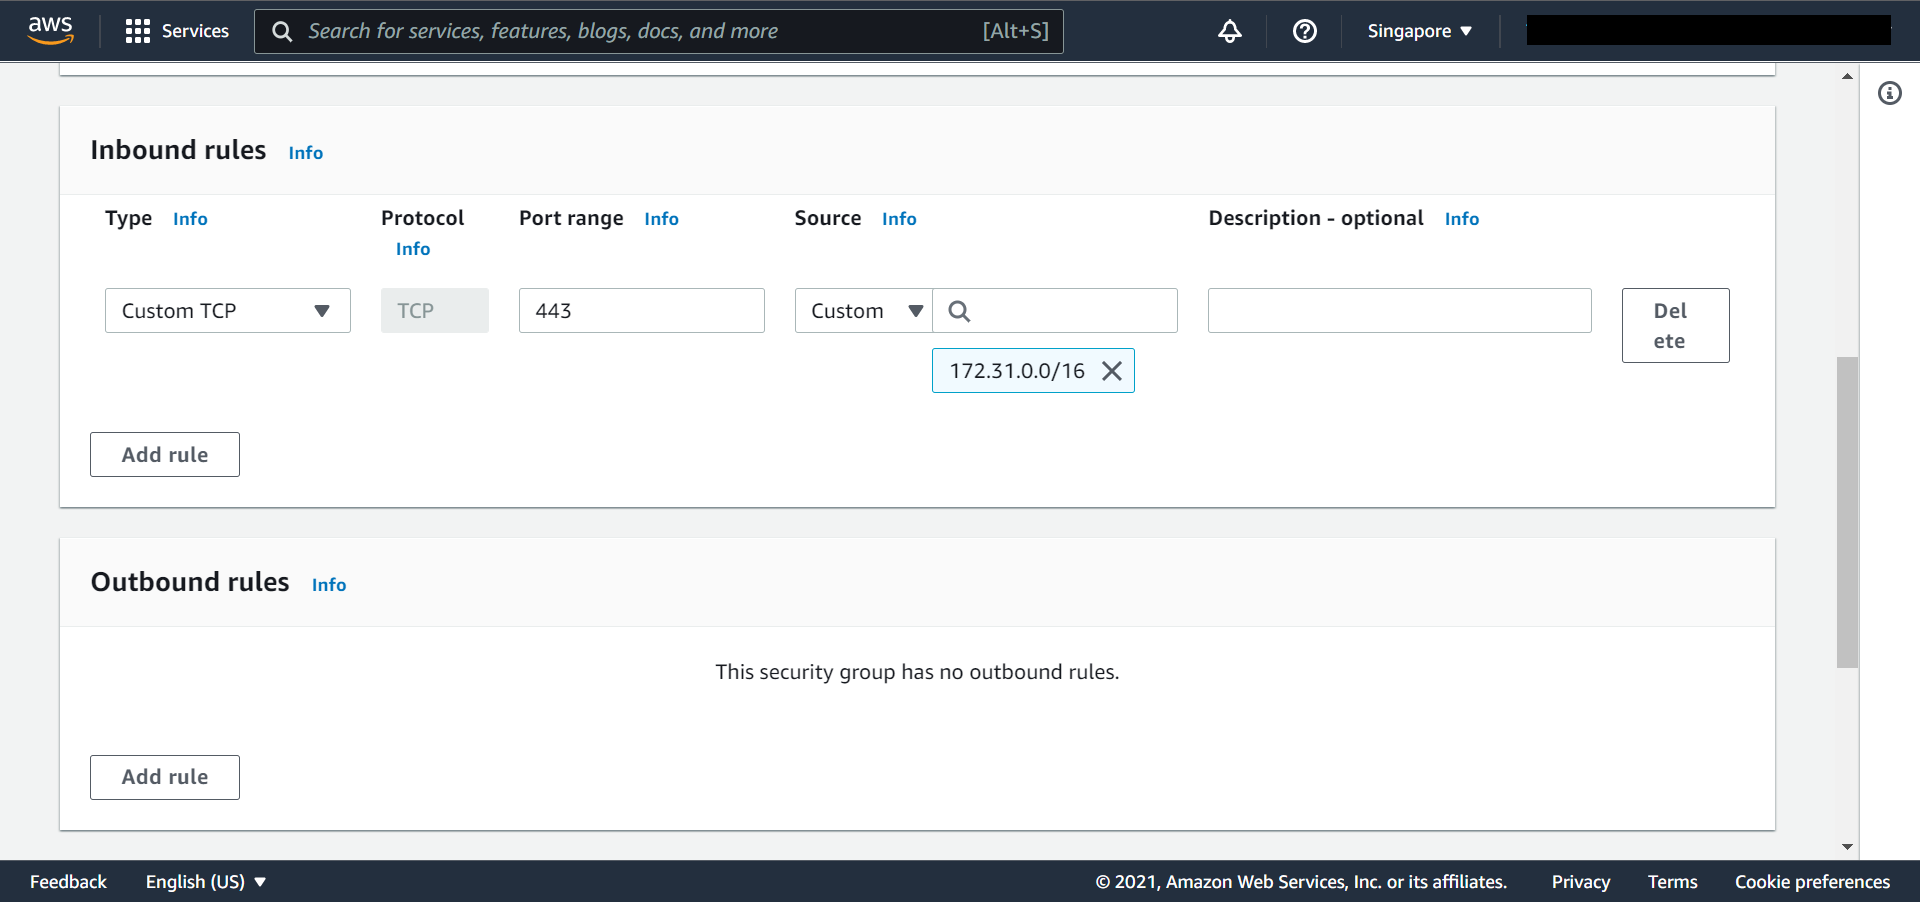 aws Services Search for services, features, blogs, docs, and more [Alt+S] Singapore
Inbound rules Info
Type Info Protocol Info Port range Info Source Info Description - optional Info
Custom TCP TCP 443 Custom Del
ete
172.31.0.0/16
Add rule
Outbound rules Info
This security group has no outbound rules.
Add rule
Feedback English (US) © 2021, Amazon Web Services, Inc. or its affiliates. Privacy Terms Cookie preferences